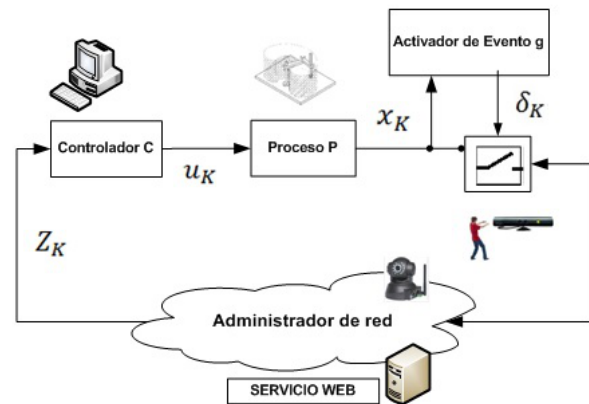 Activador de Evento g
x_K
δ_K
Controlador C
u_K
Proceso P
Z_K
Administrador de red
SERVICIO WEB